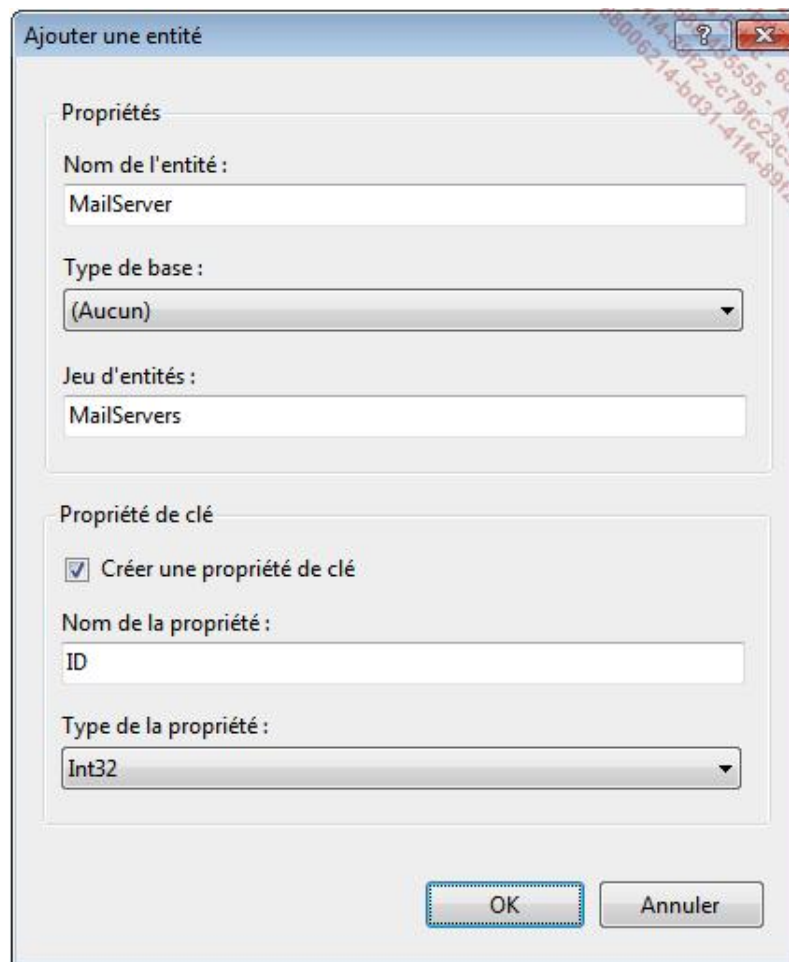 Ajouter une entité
Propriétés
Nom de l'entité :
MailServer
Type de base :
(Aucun)
Jeu d'entités :
MailServers
Propriété de clé
Créer une propriété de clé
Nom de la propriété :
ID
Type de la propriété :
Int32
OK
Annuler